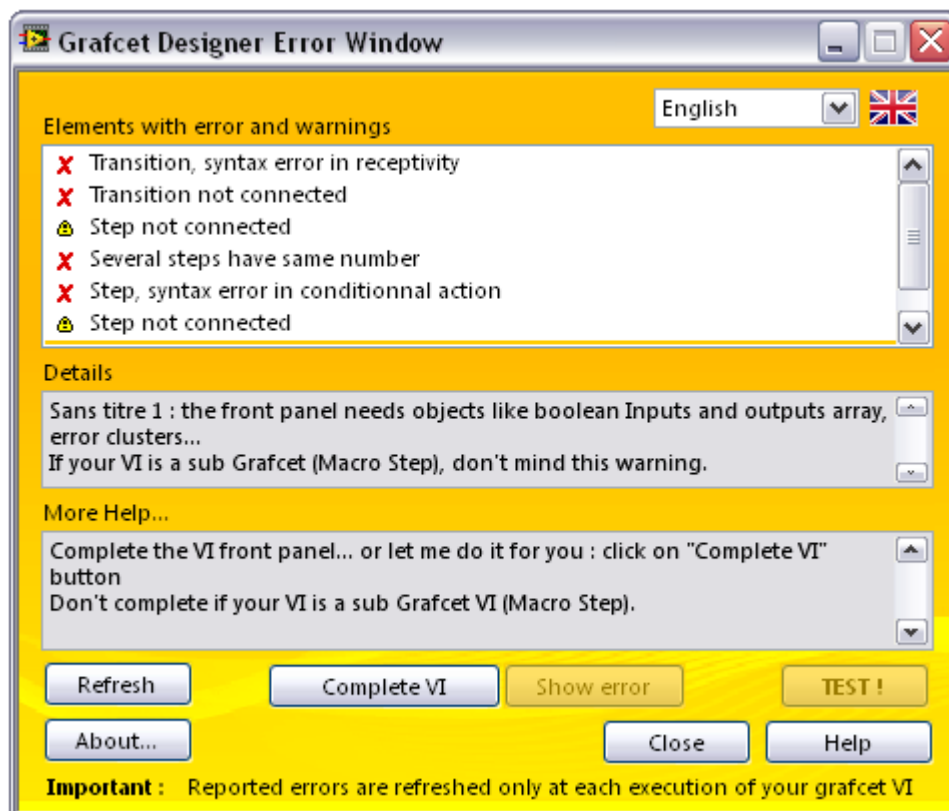 Grafcet Designer Error Window
English
Elements with error and warnings
Transition, syntax error in receptivity
Transition not connected
Step not connected
Several steps have same number
Step, syntax error in conditionnal action
Step not connected
Details
Sans titre 1 : the front panel needs objects like boolean Inputs and outputs array,
error clusters...
If your VI is a sub Grafcet (Macro Step), don't mind this warning.
More Help...
Complete the VI front panel... or let me do it for you : click on "Complete VI"
button
Don't complete if your VI is a sub Grafcet VI (Macro Step).
Refresh
Complete VI
Show error
TEST !
About...
Close
Help
Important : Reported errors are refreshed only at each execution of your grafcet VI